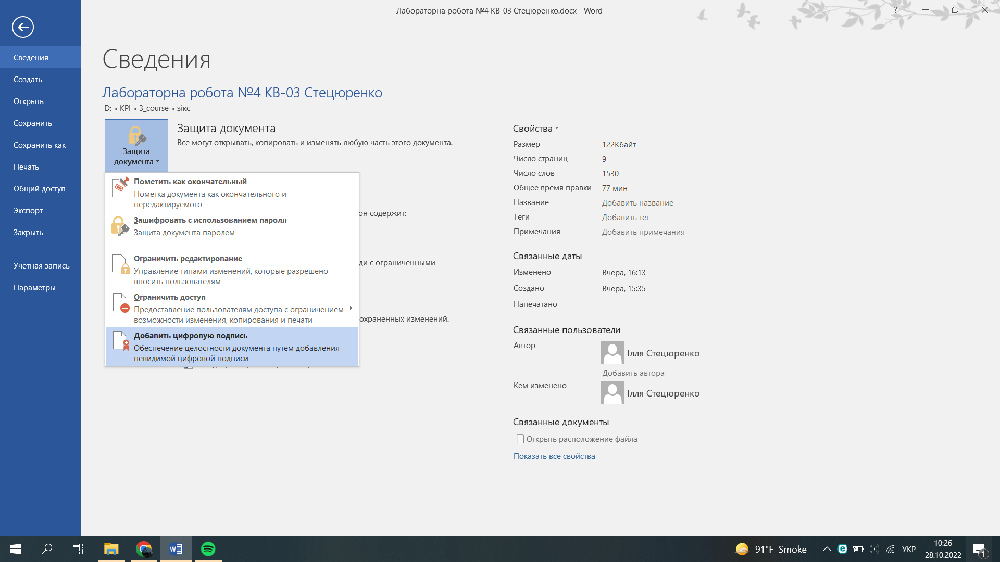 Лабораторна робота №4 КВ-03 Стецюренко.docx - Word
?
Сведения
Создать
Открыть
Сохранить
Сохранить как
Печать
Общий доступ
Экспорт
Закрыть
Учетная запись
Параметры
Сведения
Лабораторна робота №4 КВ-03 Стецюренко
D: » KPI » 3_course » зікс
Защита
документа
Защита документа
Все могут открывать, копировать и изменять любую часть этого документа.
Пометить как окончательный
Пометка документа как окончательного и
нередактируемого
Зашифровать с использованием пароля
Защита документа паролем
Ограничить редактирование
Управление типами изменений, которые разрешено
вносить пользователям
Ограничить доступ
Предоставление пользователям доступа с ограничением
возможности изменения, копирования и печати
Добавить цифровую подпись
Обеспечение целостности документа путем добавления
невидимой цифровой подписи
он содержит:
ди с ограниченными
охраненных изменений.
Свойства
Размер 122Кбайт
Число страниц 9
Число слов 1530
Общее время правки 77 мин
Название Добавить название
Теги Добавить тег
Примечания Добавить примечания
Связанные даты
Изменено Вчера, 16:13
Создано Вчера, 15:35
Напечатано
Связанные пользователи
Автор Ілля Стецюренко
Добавить автора
Кем изменено Ілля Стецюренко
Связанные документы
Открыть расположение файла
Показать все свойства
91°F Smoke
УКР
10:26
28.10.2022
1